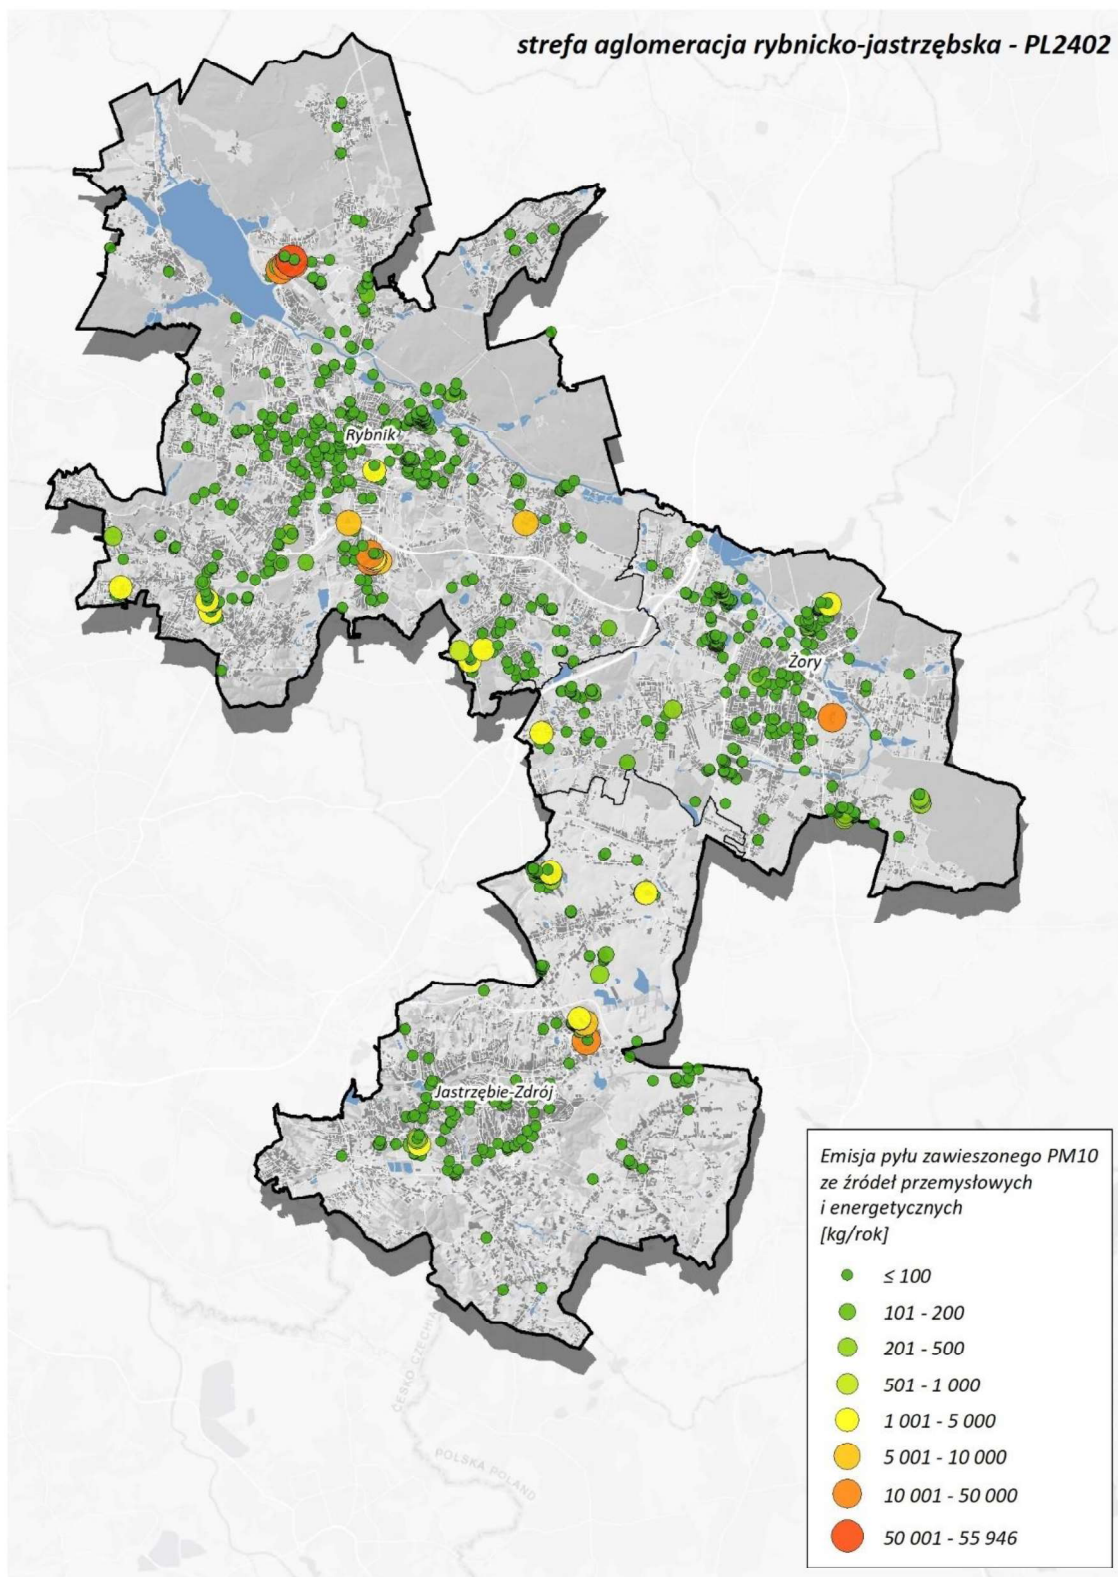 strefa aglomeracja rybnicko-jastrzębska - PL2402
Rybnik
Żory
Jastrzębie-Zdrój
Emisja pyłu zawieszonego PM10
ze źródeł przemysłowych
i energetycznych
[kg/rok]
≤ 100
101 - 200
201 - 500
501 - 1 000
1 001 - 5 000
5 001 - 10 000
10 001 - 50 000
50 001 - 55 946
ČESKO CZECHIA
POLSKA POLAND